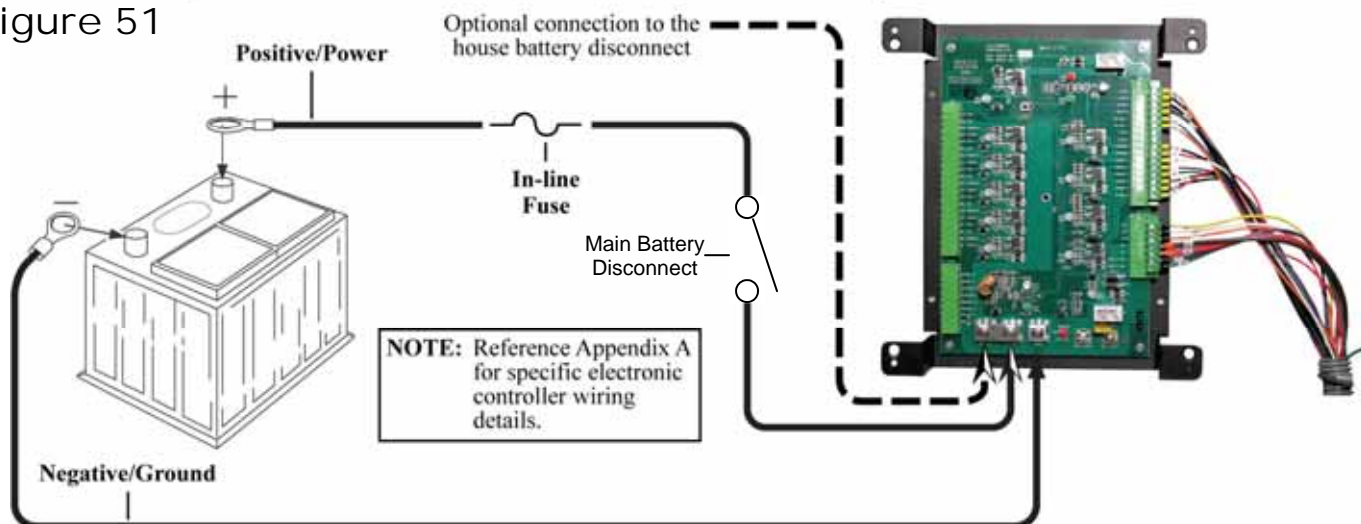 igure 51
Optional connection to the
house battery disconnect
Positive/Power
+
In-line
Fuse
–
Main Battery
Disconnect
NOTE: Reference Appendix A
for specific electronic
controller wiring
details.
Negative/Ground